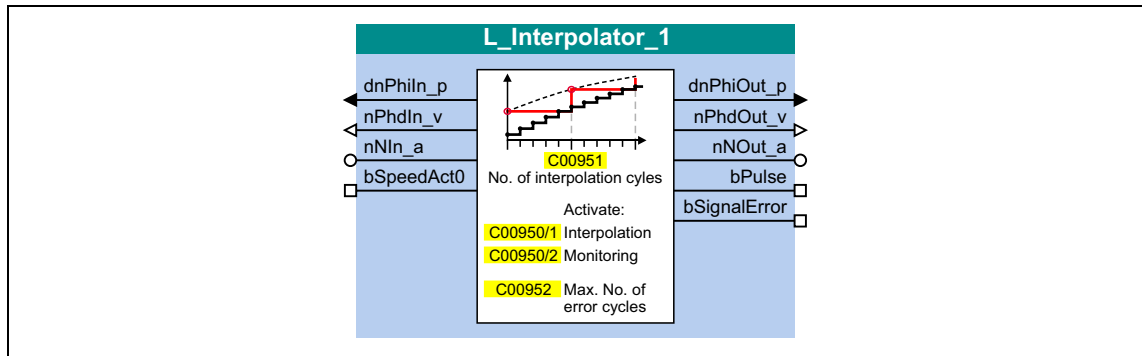 L_Interpolator_1
dnPhiIn_p
nPhdIn_v
nNIn_a
bSpeedAct0
C00951
No. of interpolation cyles
Activate:
C00950/1 Interpolation
C00950/2 Monitoring
C00952 Max. No. of
error cycles
dnPhiOut_p
nPhdOut_v
nNOut_a
bPulse
bSignalError